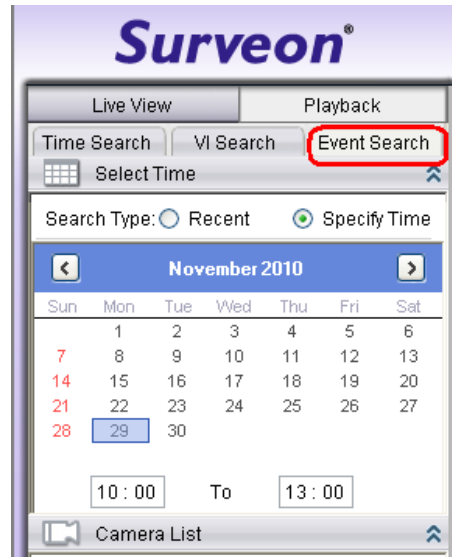 Surveon®
Live View Playback
Time Search VI Search Event Search
Select Time
Search Type: Recent Specify Time
November 2010
Sun Mon Tue Wed Thu Fri Sat
1 2 3 4 5 6
7 8 9 10 11 12 13
14 15 16 17 18 19 20
21 22 23 24 25 26 27
28 29 30
10 : 00 To 13 : 00
Camera List